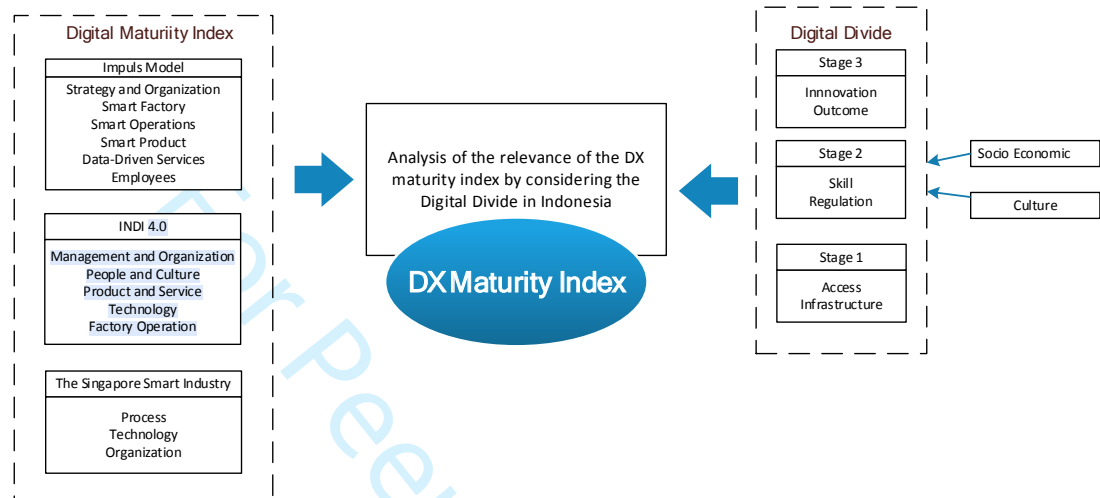 Digital Maturiity Index
Impuls Model
Strategy and Organization
Smart Factory
Smart Operations
Smart Product
Data-Driven Services
Employees
INDI 4.0
Management and Organization
People and Culture
Product and Service
Technology
Factory Operation
The Singapore Smart Industry
Process
Technology
Organization
Analysis of the relevance of the DX
maturity index by considering the
Digital Divide in Indonesia
DX Maturity Index
Digital Divide
Stage 3
Innnovation
Outcome
Stage 2
Skill
Regulation
Stage 1
Access
Infrastructure
Socio Economic
Culture
For Peer